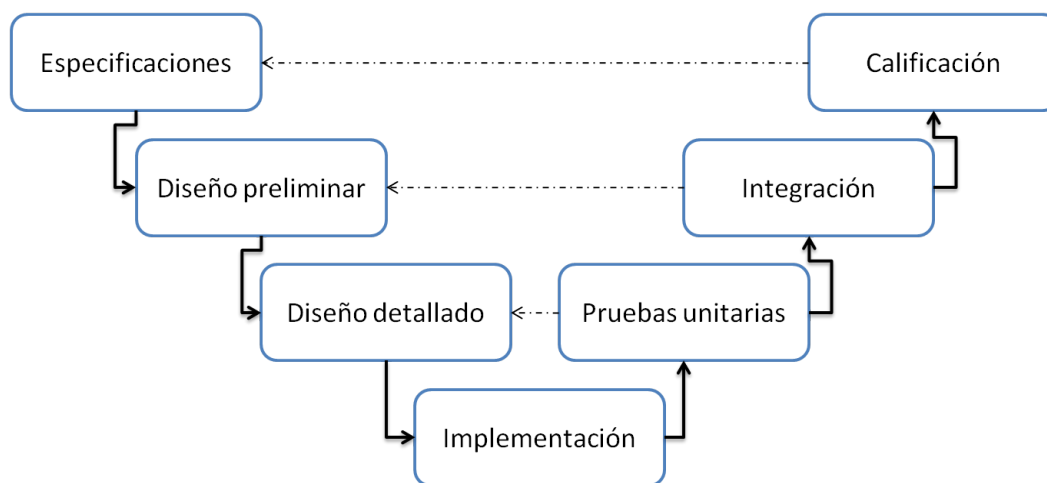 Especificaciones
Calificación
Diseño preliminar
Integración
Diseño detallado
Pruebas unitarias
Implementación